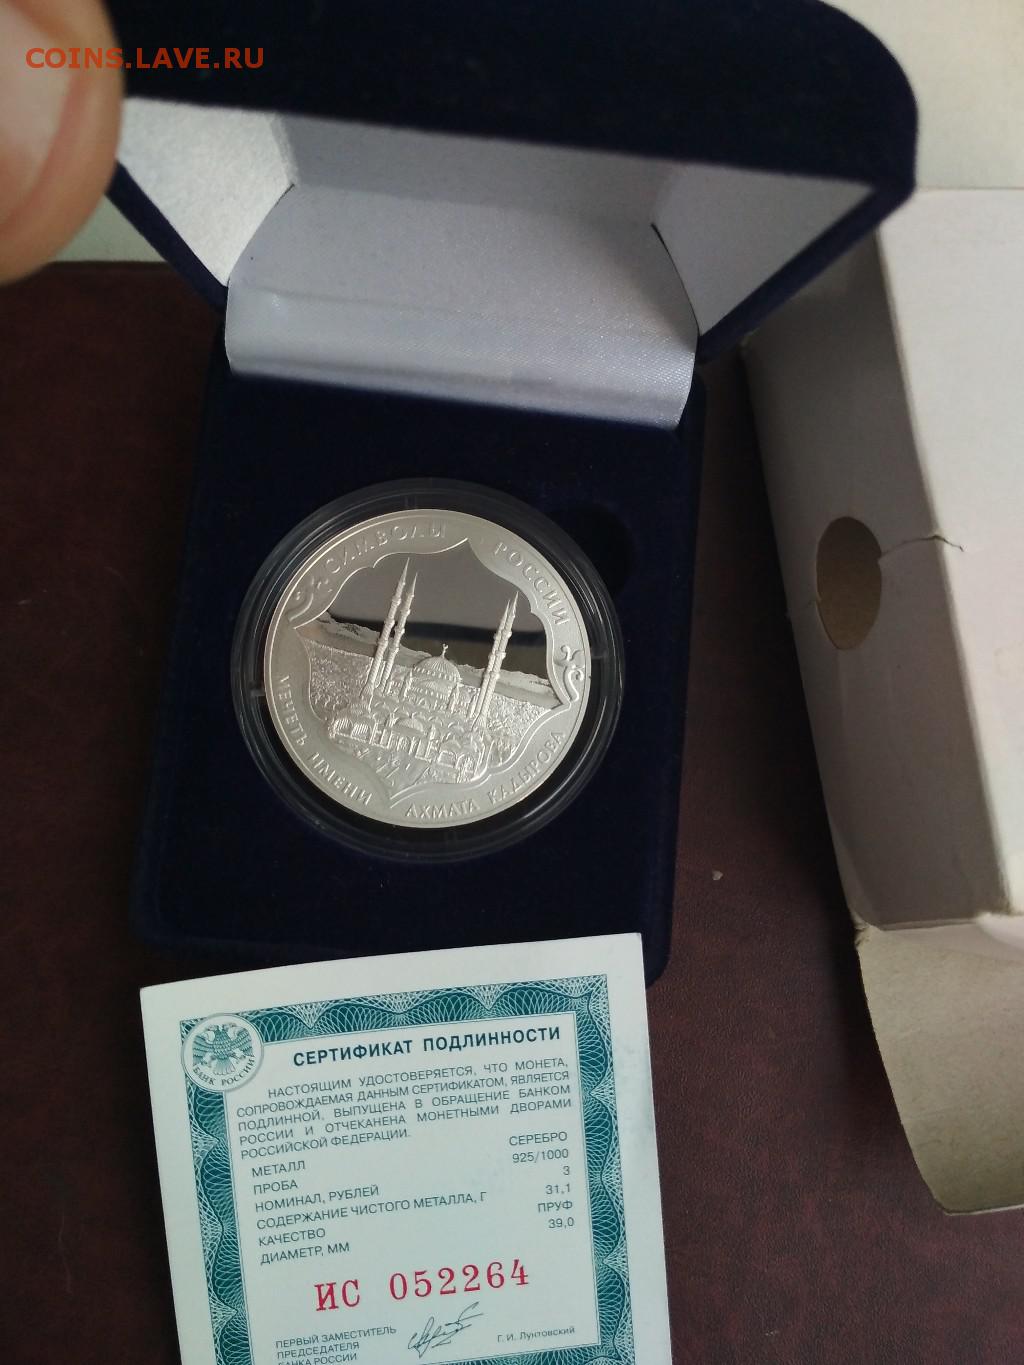 COINS.LAVE.RU
СИМВОЛЫ РОССИИ
МЕЧЕТЬ ИМЕНИ АХМАТА КАДЫРОВА
БАНК РОССИИ
СЕРТИФИКАТ ПОДЛИННОСТИ
НАСТОЯЩИМ УДОСТОВЕРЯЕТСЯ, ЧТО МОНЕТА,
СОПРОВОЖДАЕМАЯ ДАННЫМ СЕРТИФИКАТОМ, ЯВЛЯЕТСЯ
ПОДЛИННОЙ, ВЫПУЩЕНА В ОБРАЩЕНИЕ БАНКОМ
РОССИИ И ОТЧЕКАНЕНА МОНЕТНЫМИ ДВОРАМИ
РОССИЙСКОЙ ФЕДЕРАЦИИ.
МЕТАЛЛ СЕРЕБРО
ПРОБА 925/1000
НОМИНАЛ, РУБЛЕЙ 3
СОДЕРЖАНИЕ ЧИСТОГО МЕТАЛЛА, Г 31,1
КАЧЕСТВО ПРУФ
ДИАМЕТР, ММ 39,0
ИС 052264
ПЕРВЫЙ ЗАМЕСТИТЕЛЬ
ПРЕДСЕДАТЕЛЯ
БАНКА РОССИИ
Г. И. Лунтовский